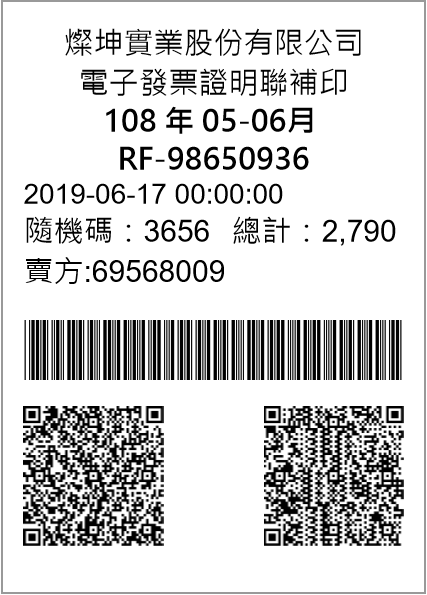 燦坤實業股份有限公司
電子發票證明聯補印
108 年 05-06月
RF-98650936
2019-06-17 00:00:00
隨機碼：3656 總計：2,790
賣方:69568009